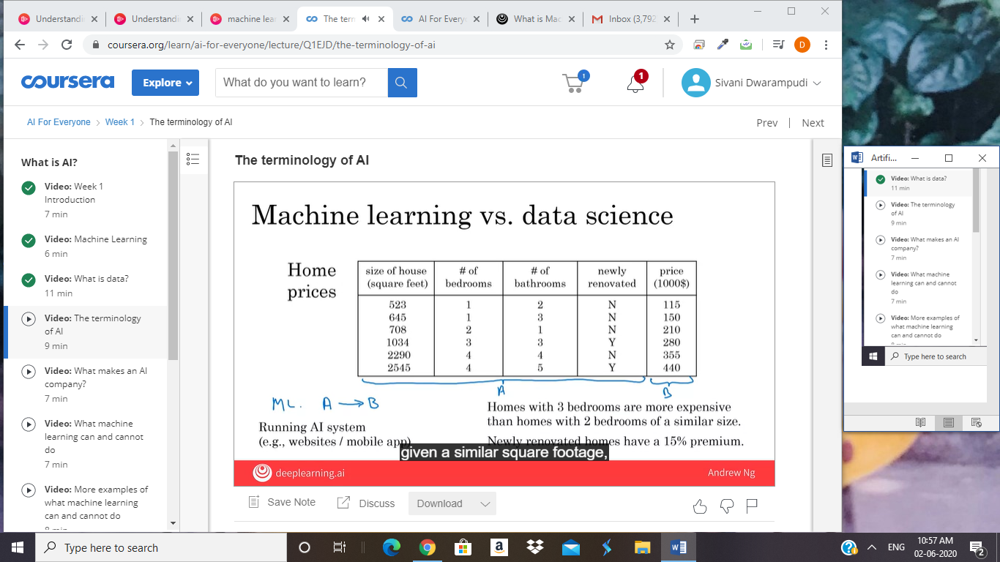 Understandi
Understandi
machine lear
The term
AI For Every
What is Mac
Inbox (3,792
coursera.org/learn/ai-for-everyone/lecture/Q1EJD/the-terminology-of-ai
D
coursera
Explore
What do you want to learn?
1
1
Sivani Dwarampudi
AI For Everyone > Week 1 > The terminology of AI
Prev | Next
What is AI?
Video: Week 1
Introduction
7 min
Video: Machine Learning
6 min
Video: What is data?
11 min
Video: The terminology
of AI
9 min
Video: What makes an AI
company?
7 min
Video: What machine
learning can and cannot
do
7 min
Video: More examples of
what machine learning
can and cannot do
8 min
The terminology of AI
Machine learning vs. data science
Home
prices
size of house # of # of newly price
(square feet) bedrooms bathrooms renovated (1000$)
523 1 2 N 115
645 1 3 N 150
708 2 1 N 210
1034 3 3 Y 280
2290 4 4 N 355
2545 4 5 Y 440
A B
ML. A → B
Running AI system
(e.g., websites / mobile app)
Homes with 3 bedrooms are more expensive
than homes with 2 bedrooms of a similar size.
Newly renovated homes have a 15% premium.
given a similar square footage,
deeplearning.ai
Andrew Ng
Save Note
Discuss
Download
Artifi...
Video: What is data?
11 min
Video: The terminology
of AI
9 min
Video: What makes an AI
company?
7 min
Video: What machine
learning can and cannot
do
7 min
Video: More examples of
what machine learning
can and cannot do
8 min
Type here to search
Type here to search
ENG
10:57 AM
02-06-2020
2